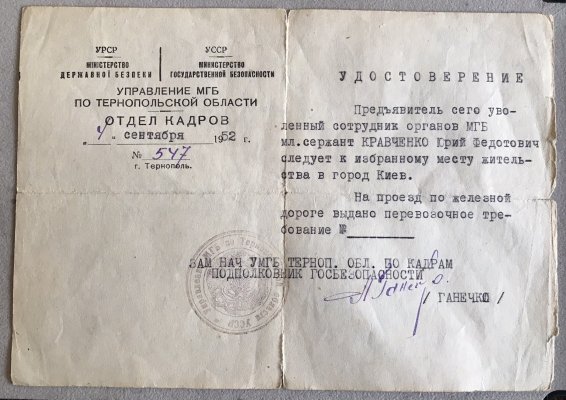 УРСР
МІНІСТЕРСТВО
ДЕРЖАВНОЇ БЕЗПЕКИ
УССР
МИНИСТЕРСТВО
ГОСУДАРСТВЕННОЙ БЕЗОПАСНОСТИ
УПРАВЛЕНИЕ МГБ
ПО ТЕРНОПОЛЬСКОЙ ОБЛАСТИ
ОТДЕЛ КАДРОВ
4 " сентября 1952 г.
№ 547
г. Тернополь.
УДОСТОВЕРЕНИЕ
Предъявитель сего уво-
ленный сотрудник органов МГБ
мл.сержант КРАВЧЕНКО Юрий Федотович
следует к избранному месту житель-
ства в город Киев.
На проезд по железной
дороге выдано перевозочное тре-
бование №
ЗАМ НАЧ УМГБ ТЕРНОП. ОБЛ. ПО КАДРАМ
ПОДПОЛКОВНИК ГОСБЕЗОПАСНОСТИ
/ ГАНЕЧКО /